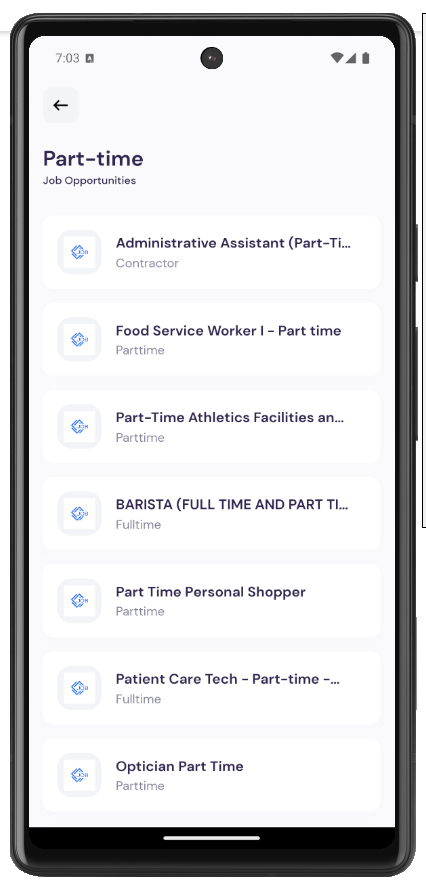 7:03
Part-time
Job Opportunities
Administrative Assistant (Part-Ti...
Contractor
Food Service Worker I - Part time
Parttime
Part-Time Athletics Facilities an...
Parttime
BARISTA (FULL TIME AND PART TI...
Fulltime
Part Time Personal Shopper
Parttime
Patient Care Tech - Part-time -...
Fulltime
Optician Part Time
Parttime